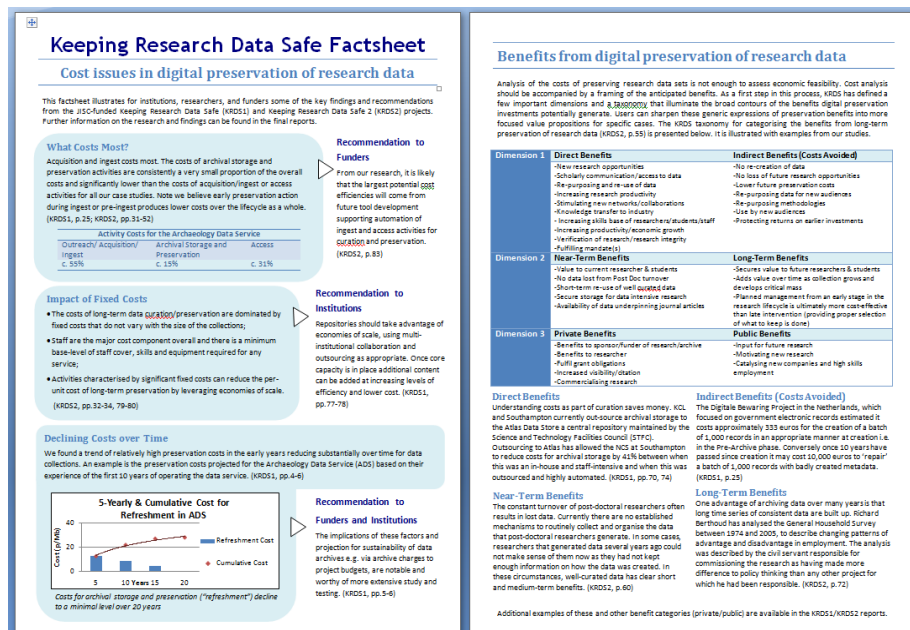 Keeping Research Data Safe Factsheet
Cost issues in digital preservation of research data
This factsheet illustrates for institutions, researchers, and funders some of the key findings and recommendations
from the JISC-funded Keeping Research Data Safe (KRDS1) and Keeping Research Data Safe 2 (KRDS2) projects.
Further information on the research and findings can be found in the final reports.
What Costs Most?
Acquisition and ingest costs most. The costs of archival storage and
preservation activities are consistently a very small proportion of the overall
costs and significantly lower than the costs of acquisition/ingest or access
activities for all our case studies. Note we believe early preservation action
during ingest or pre-ingest produces lower costs over the lifecycle as a whole.
(KRDS1, p.25; KRDS2, pp.31-52)
Activity Costs for the Archaeology Data Service
Outreach/ Acquisition/ Archival Storage and Access
Ingest Preservation
c. 55% c. 15% c. 31%
Recommendation to
Funders
From our research, it is likely
that the largest potential cost
efficiencies will come from
future tool development
supporting automation of
ingest and access activities for
curation and preservation.
(KRDS2, p.83)
Impact of Fixed Costs
•The costs of long-term data curation/preservation are dominated by
fixed costs that do not vary with the size of the collections;
•Staff are the major cost component overall and there is a minimum
base-level of staff cover, skills and equipment required for any
service;
•Activities characterised by significant fixed costs can reduce the per-
unit cost of long-term preservation by leveraging economies of scale.
(KRDS2, pp.32-34, 79-80)
Recommendation to
Institutions
Repositories should take advantage of
economies of scale, using multi-
institutional collaboration and
outsourcing as appropriate. Once core
capacity is in place additional content
can be added at increasing levels of
efficiency and lower cost. (KRDS1,
pp.77-78)
Declining Costs over Time
We found a trend of relatively high preservation costs in the early years reducing substantially over time for data
collections. An example is the preservation costs projected for the Archaeology Data Service (ADS) based on their
experience of the first 10 years of operating the data service. (KRDS1, pp.4-6)
5-Yearly & Cumulative Cost for
Refreshment in ADS
Cost (p/Mb)
40
20
0
5 10 Years 15 20
Refreshment Cost
Cumulative Cost
Costs for archival storage and preservation ("refreshment") decline
to a minimal level over 20 years
Recommendation to
Funders and Institutions
The implications of these factors and
projection for sustainability of data
archives e.g. via archive charges to
project budgets, are notable and
worthy of more extensive study and
testing. (KRDS1, pp.5-6)
Benefits from digital preservation of research data
Analysis of the costs of preserving research data sets is not enough to assess economic feasibility. Cost analysis
should be accompanied by a framing of the anticipated benefits. As a first step in this process, KRDS has defined a
few important dimensions and a taxonomy that illuminate the broad contours of the benefits digital preservation
investments potentially generate. Users can sharpen these generic expressions of preservation benefits into more
focused value propositions for specific cases. The KRDS taxonomy for categorising the benefits from long-term
preservation of research data (KRDS2, p.55) is presented below. It is illustrated with examples from our studies.
Dimension 1 Direct Benefits Indirect Benefits (Costs Avoided)
-New research opportunities -No re-creation of data
-Scholarly communication/access to data -No loss of future research opportunities
-Re-purposing and re-use of data -Lower future preservation costs
-Increasing research productivity -Re-purposing data for new audiences
-Stimulating new networks/collaborations -Re-purposing methodologies
-Knowledge transfer to industry -Use by new audiences
-Increasing skills base of researchers/students/staff -Protecting returns on earlier investments
-Increasing productivity/economic growth
-Verification of research/research integrity
-Fulfilling mandate(s)
Dimension 2 Near-Term Benefits Long-Term Benefits
-Value to current researcher & students -Secures value to future researchers & students
-No data lost from Post Doc turnover -Adds value over time as collection grows and
-Short-term re-use of well curated data develops critical mass
-Secure storage for data intensive research -Planned management from an early stage in the
-Availability of data underpinning journal articles research lifecycle is ultimately more cost-effective
than late intervention (providing proper selection
of what to keep is done)
Dimension 3 Private Benefits Public Benefits
-Benefits to sponsor/funder of research/archive -Input for future research
-Benefits to researcher -Motivating new research
-Fulfil grant obligations -Catalysing new companies and high skills
-Increased visibility/citation employment
-Commercialising research
Direct Benefits
Understanding costs as part of curation saves money. KCL
and Southampton currently out-source archival storage to
the Atlas Data Store a central repository maintained by the
Science and Technology Facilities Council (STFC).
Outsourcing to Atlas has allowed the NCS at Southampton
to reduce costs for archival storage by 41% between when
this was an in-house and staff-intensive and when this was
outsourced and highly automated. (KRDS1, pp.70, 74)
Indirect Benefits (Costs Avoided)
The Digitale Bewaring Project in the Netherlands, which
focused on government electronic records estimated it
costs approximately 333 euros for the creation of a batch
of 1,000 records in an appropriate manner at creation i.e.
in the Pre-Archive phase. Conversely once 10 years have
passed since creation it may cost 10,000 euros to 'repair'
a batch of 1,000 records with badly created metadata.
(KRDS1, p.25)
Near-Term Benefits
The constant turnover of post-doctoral researchers often
results in lost data. Currently there are no established
mechanisms to routinely collect and organise the data
that post-doctoral researchers generate. In some cases,
researchers that generated data several years ago could
not make sense of them now as they had not kept
enough information on how the data was created. In
these circumstances, well-curated data has clear short
and medium-term benefits. (KRDS2, p.60)
Long-Term Benefits
One advantage of archiving data over many years is that
long time series of consistent data are built up. Richard
Berthoud has analysed the General Household Survey
between 1974 and 2005, to describe changing patterns of
advantage and disadvantage in employment. The analysis
was described by the civil servant responsible for
commissioning the research as having made more
difference to policy thinking than any other project for
which he had been responsible. (KRDS2, p.72)
Additional examples of these and other benefit categories (private/public) are available in the KRDS1/KRDS2 reports.